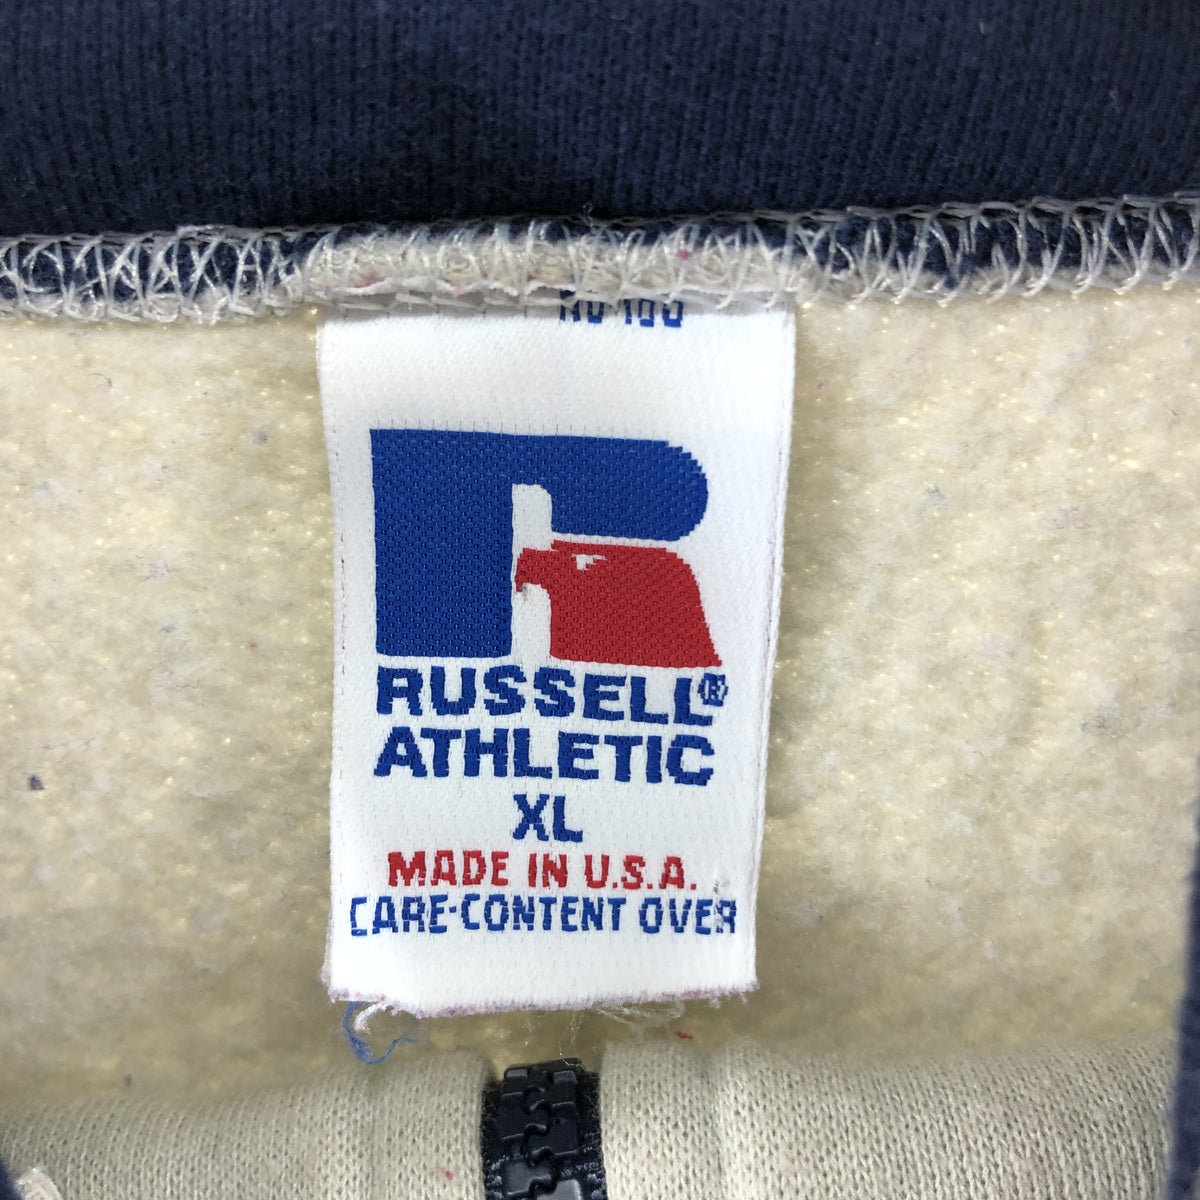 RUSSELL®
ATHLETIC
XL
MADE IN U.S.A.
CARE-CONTENT OVER